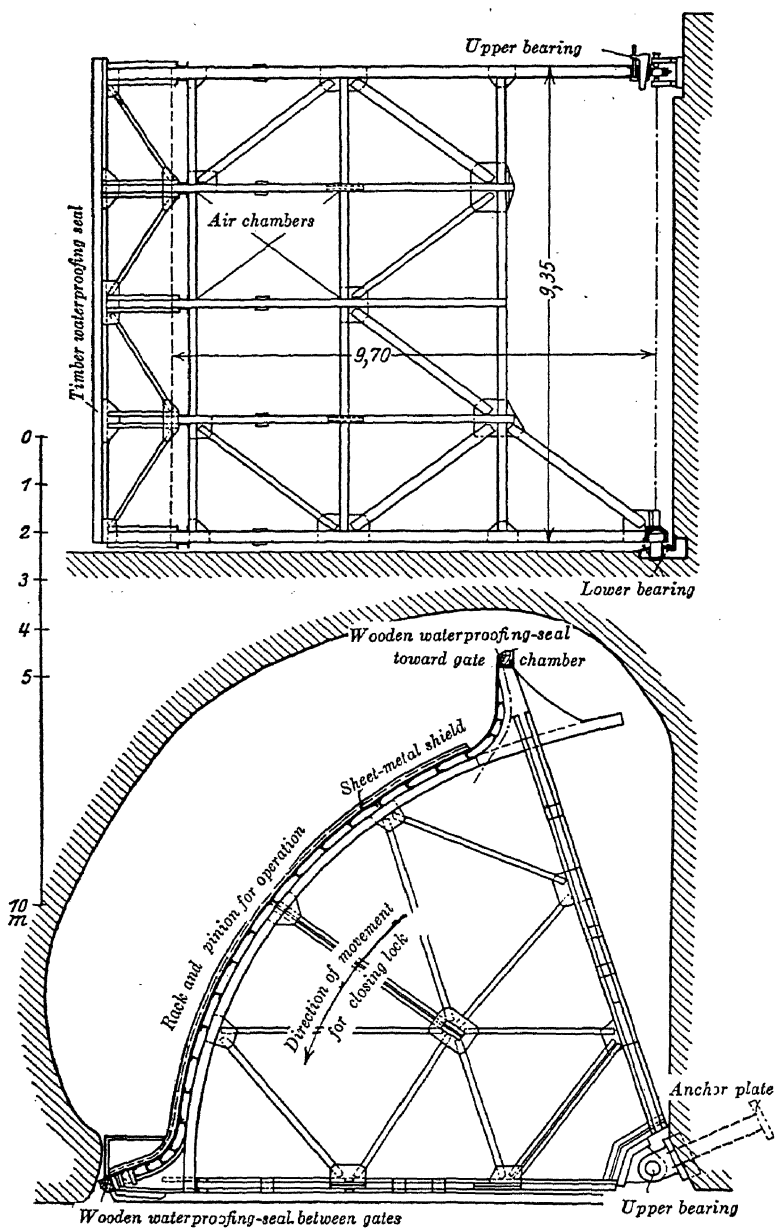 Upper bearing
Air chambers
Timber waterproofing seal
9,35
9,70
0
1
2
3
4
5
10
m
Lower bearing
Wooden waterproofing-seal
toward gate chamber
Sheet-metal shield
Rack and pinion for operation
Direction of movement
for closing lock
Anchor plate
Upper bearing
Wooden waterproofing-seal between gates